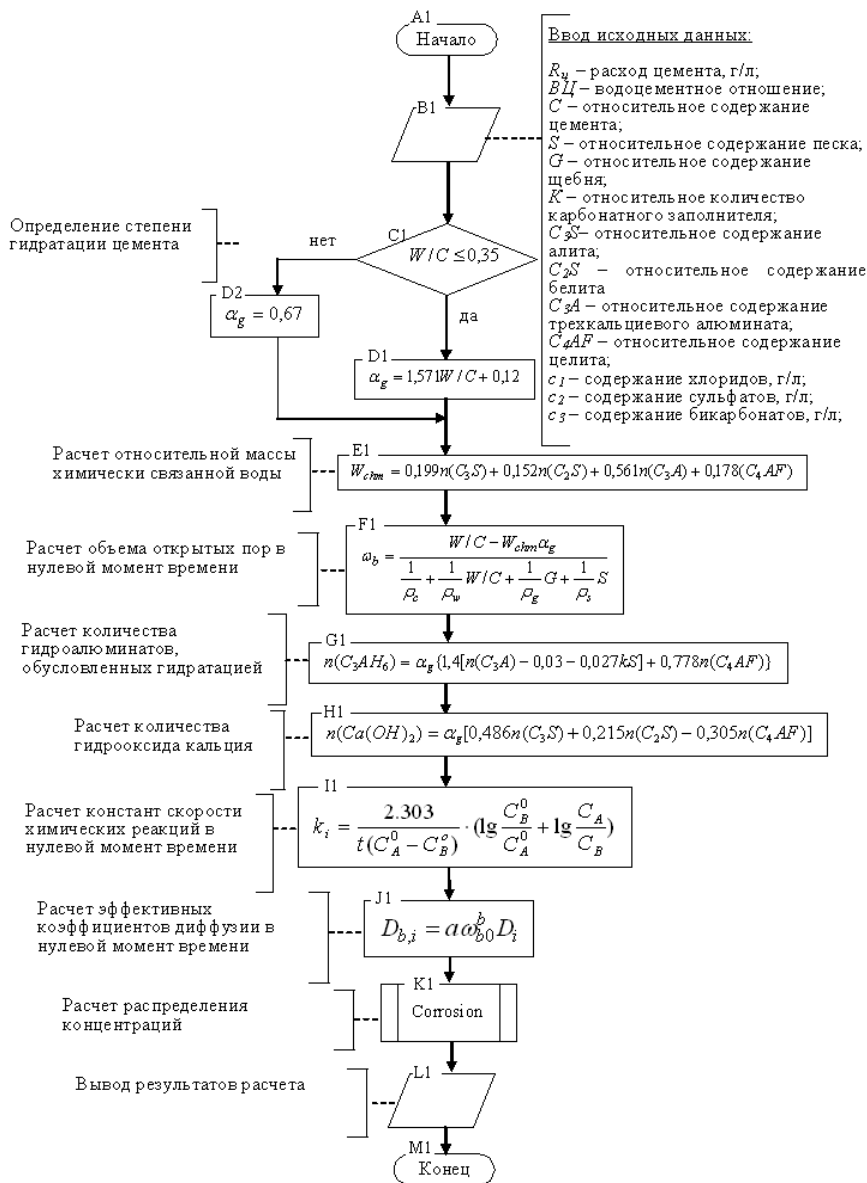 A1
Начало
Ввод исходных данных:
B1
Rц – расход цемента, г/л;
ВЦ – водоцементное отношение;
C – относительное содержание
цемента;
S – относительное содержание песка;
G – относительное содержание
щебня;
K – относительное количество
карбонатного заполнителя;
C₃S – относительное содержание
алита;
C₂S – относительное содержание
белита
C₃A – относительное содержание
трехкальциевого алюмината;
C₄AF – относительное содержание
целита;
c₁ – содержание хлоридов, г/л;
c₂ – содержание сульфатов, г/л;
c₃ – содержание бикарбонатов, г/л;
Определение степени
гидратации цемента
C1
W/C ≤ 0,35
нет
да
D2
α_g = 0,67
D1
α_g = 1,571W/C + 0,12
Расчет относительной массы
химически связанной воды
E1
W_chm = 0,199n(C₃S) + 0,152n(C₂S) + 0,561n(C₃A) + 0,178(C₄AF)
Расчет объема открытых пор в
нулевой момент времени
F1
ω_b = (W/C − W_chm α_g) / (1/ρ_c + 1/ρ_w W/C + 1/ρ_g G + 1/ρ_s S)
Расчет количества
гидроалюминатов,
обусловленных гидратацией
G1
n(C₃AH₆) = α_g{1,4[n(C₃A) − 0,03 − 0,027kS] + 0,778n(C₄AF)}
Расчет количества
гидрооксида кальция
H1
n(Ca(OH)₂) = α_g[0,486n(C₃S) + 0,215n(C₂S) − 0,305n(C₄AF)]
Расчет констант скорости
химических реакций в
нулевой момент времени
I1
k_i = 2.303 / t(C_A^0 − C_B^o) · (lg C_B^0/C_A^0 + lg C_A/C_B)
Расчет эффективных
коэффициентов диффузии в
нулевой момент времени
J1
D_b,i = aω_b0^b D_i
Расчет распределения
концентраций
K1
Corrosion
Вывод результатов расчета
L1
M1
Конец